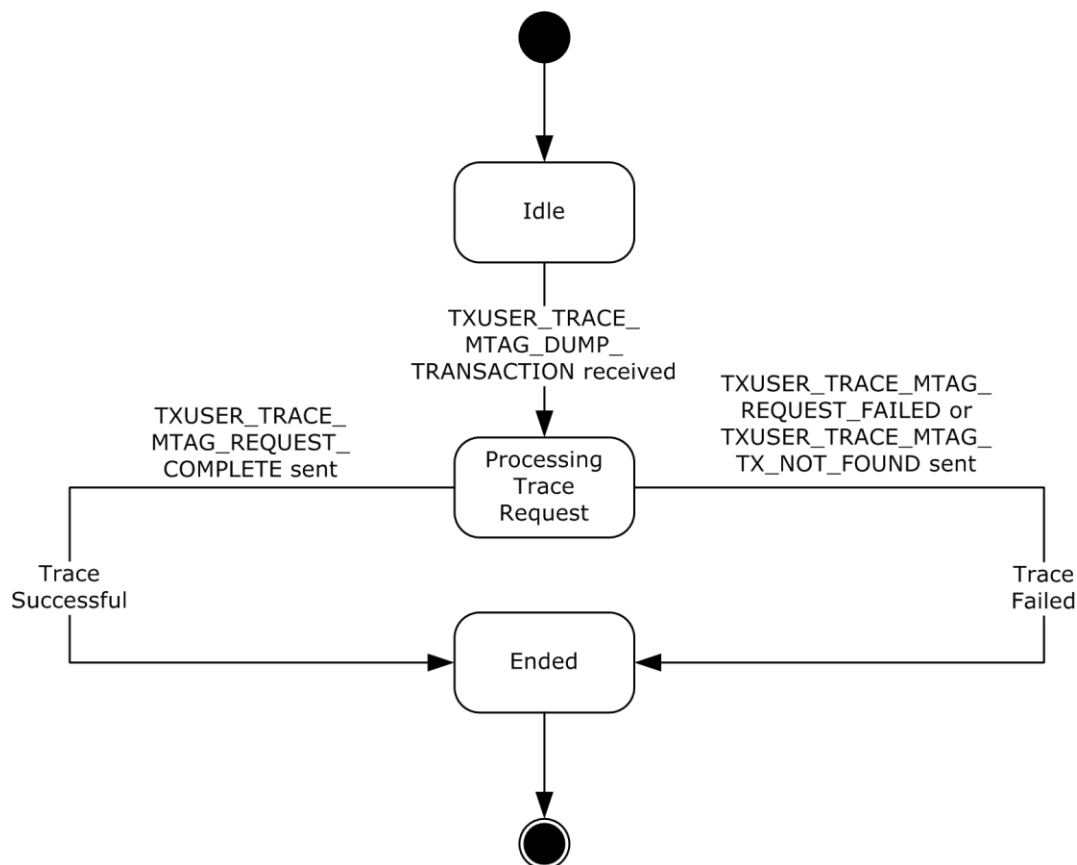 Idle
TXUSER_TRACE_
MTAG_DUMP_
TRANSACTION received
TXUSER_TRACE_
MTAG_REQUEST_
COMPLETE sent
TXUSER_TRACE_MTAG_
REQUEST_FAILED or
TXUSER_TRACE_MTAG_
TX_NOT_FOUND sent
Processing
Trace
Request
Trace
Successful
Trace
Failed
Ended